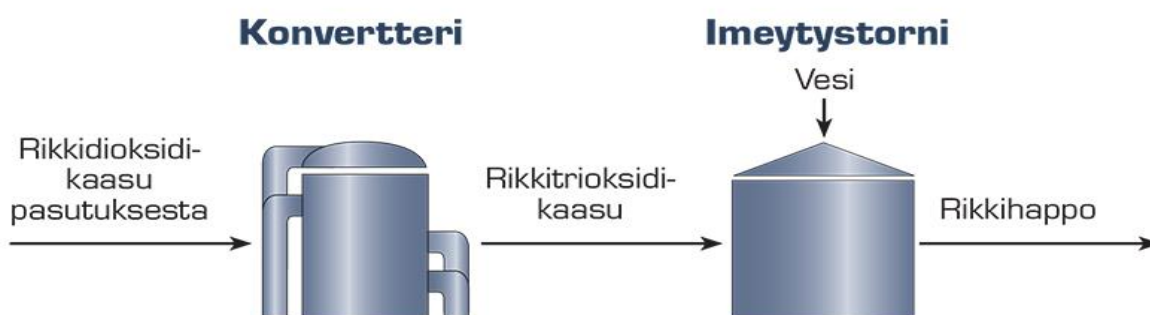 Konvertteri
Imeytystorni
Vesi
Rikkidioksidi-
kaasu
pasutuksesta
Rikkitrioksidi-
kaasu
Rikkihappo